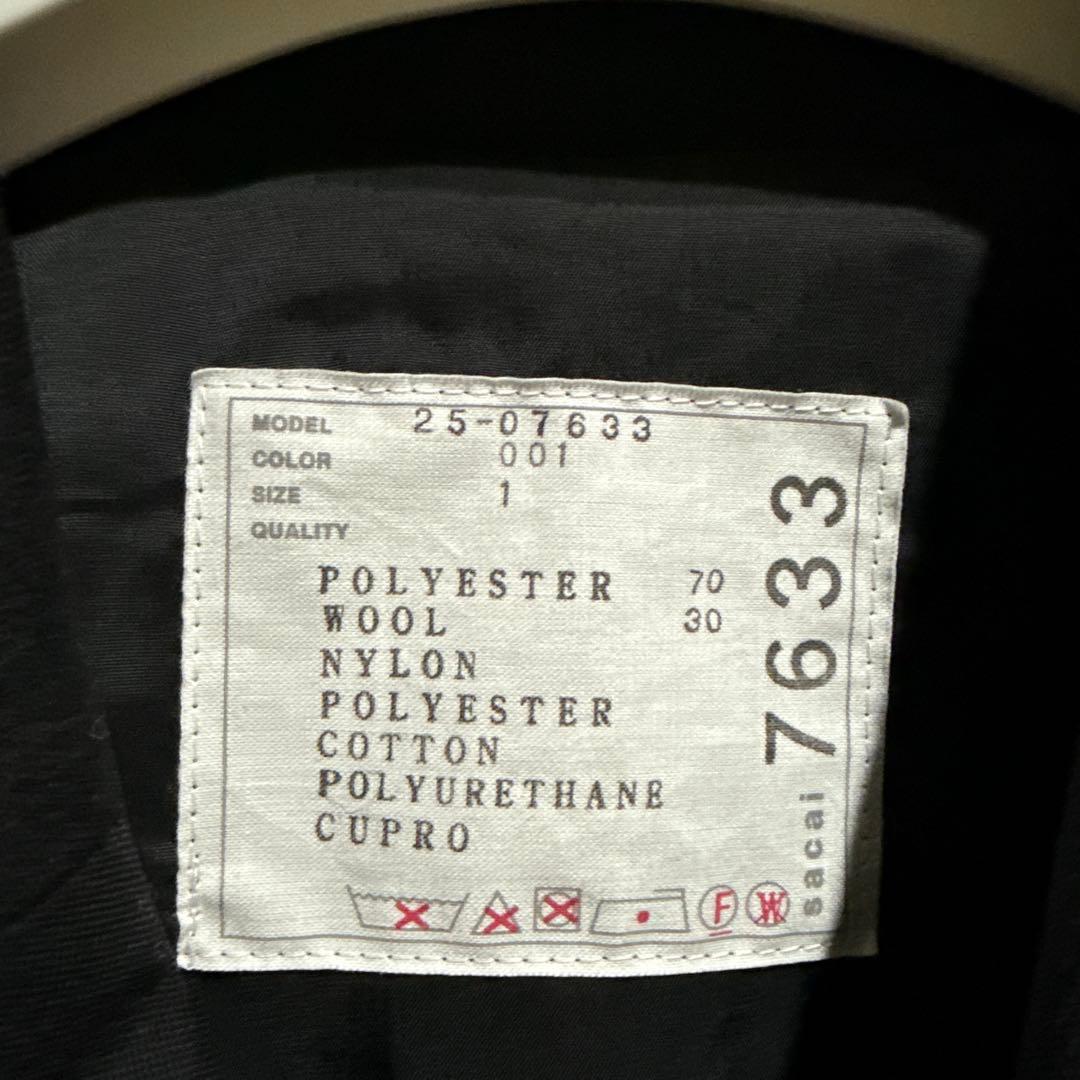 MODEL 25-07633
COLOR 001
SIZE 1
QUALITY
POLYESTER 70
WOOL 30
NYLON
POLYESTER
COTTON
POLYURETHANE
CUPRO
F W
sacai 7633